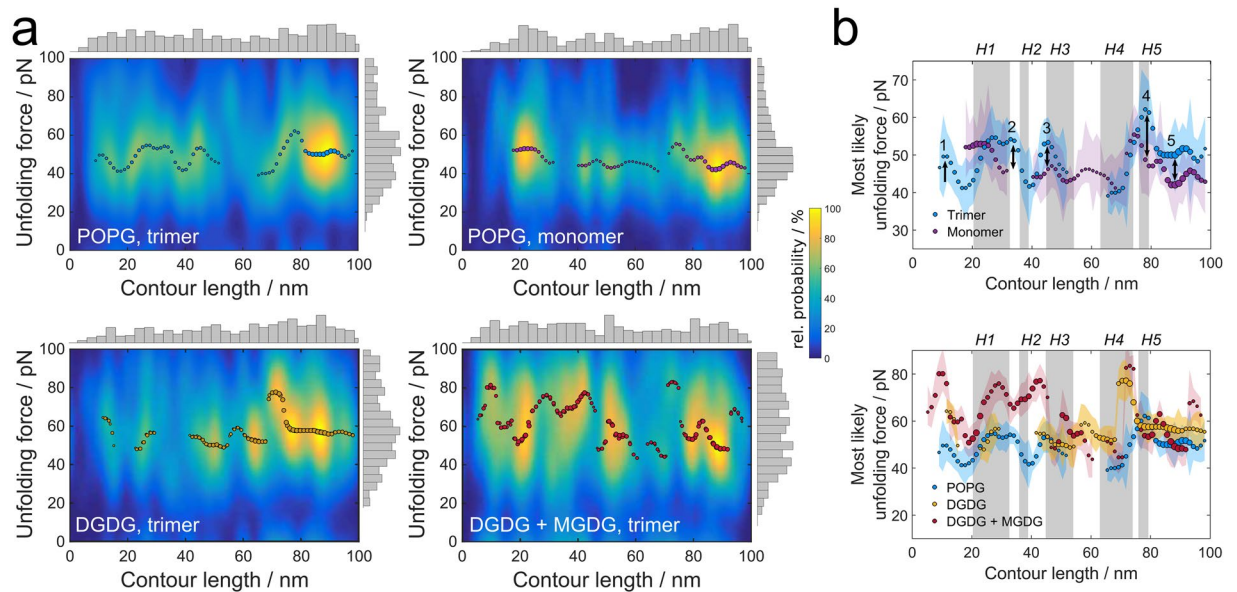 a
Unfolding force / pN
100
80
60
40
20
0
POPG, trimer
0 20 40 60 80 100
Contour length / nm
Unfolding force / pN
100
80
60
40
20
0
POPG, monomer
0 20 40 60 80 100
Contour length / nm
rel. probability / %
100
80
60
40
20
0
Unfolding force / pN
100
80
60
40
20
0
DGDG, trimer
0 20 40 60 80 100
Contour length / nm
Unfolding force / pN
100
80
60
40
20
0
DGDG + MGDG, trimer
0 20 40 60 80 100
Contour length / nm
b
H1 H2 H3 H4 H5
Most likely
unfolding force / pN
70
60
50
40
30
1 2 3 4 5
Trimer
Monomer
0 20 40 60 80 100
Contour length / nm
H1 H2 H3 H4 H5
Most likely
unfolding force / pN
80
60
40
20
POPG
DGDG
DGDG + MGDG
0 20 40 60 80 100
Contour length / nm